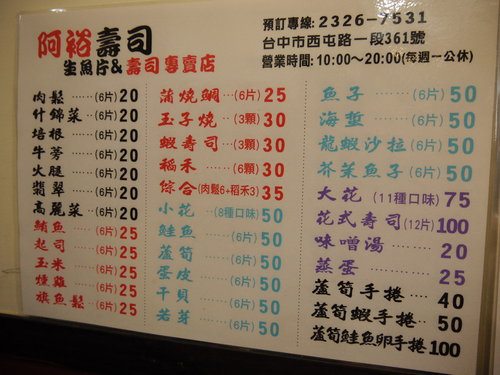 阿裕壽司
生魚片&壽司專賣店
預訂專線: 2326-7531
台中市西屯路一段361號
營業時間: 10:00~20:00(每週一公休)
肉鬆……(6片)20
什錦菜…(6片)20
培根……(6片)20
牛蒡……(6片)20
火腿……(6片)20
翡翠……(6片)20
高麗菜…(6片)20
鮪魚……(6片)25
起司……(6片)25
玉米……(6片)25
燻雞……(6片)25
旗魚鬆…(6片)25
蒲燒鯛…(6片)25
玉子燒…(3顆)30
蝦壽司…(3顆)30
稻禾……(6顆)30
綜合(肉鬆6+稻禾3)35
小花…(8種口味)50
鮭魚……(6片)50
蘆筍……(6片)50
蛋皮……(6片)50
干貝……(6片)50
若芽……(6片)50
魚子……(6片)50
海蜇……(6片)50
龍蝦沙拉(6片)50
芥茉魚子(6片)50
大花(11種口味)75
花式壽司(12片)100
味噌湯……20
蒸蛋……25
蘆筍手捲…40
蘆筍蝦手捲…50
蘆筍鮭魚卵手捲100